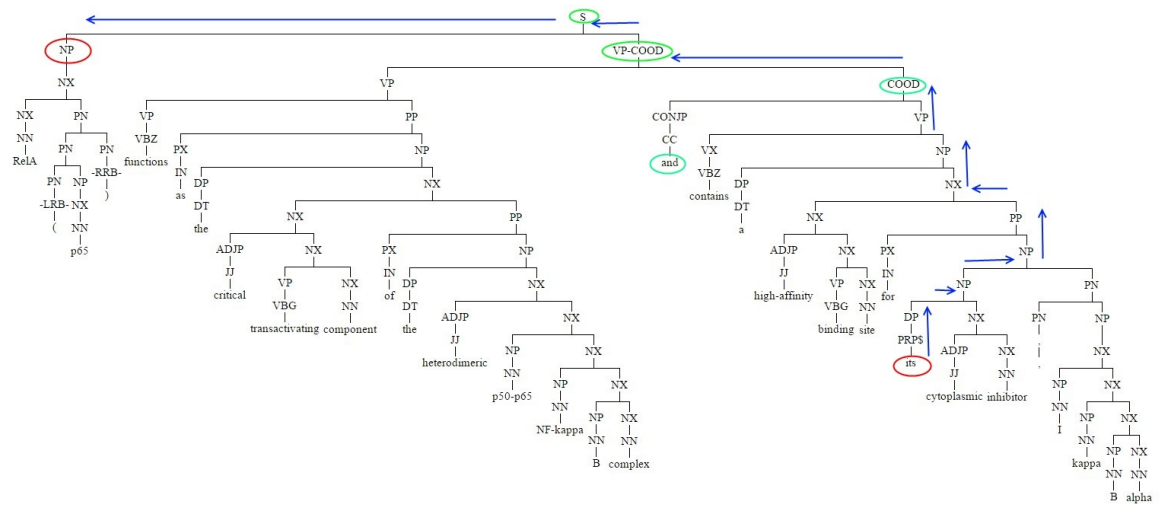 S
NP VP-COOD
NX VP COOD
NX PN VP PP CONJP VP
NN PN PN VBZ PX NP CC VX NP
RelA PN NP -RRB- functions IN DP NX and VBZ DP NX
-LRB- NX ) as DT NX PP contains DT NX PP
( NN the a
p65 ADJP NX PX NP ADJP NX PX NP
JJ VP NX IN DP NX JJ VP NX IN NP PN
critical VBG NN of DT ADJP NX high-affinity VBG NN for DP NX PN NP
transactivating component the JJ NP NX binding site PRP$ ADJP NX , NX
heterodimeric NN NP NX its JJ NN NP NX
p50-p65 NN NP NX cytoplasmic inhibitor NN NP NX
NF-kappa NN NN I NN NP NX
B complex kappa NN NN
B alpha